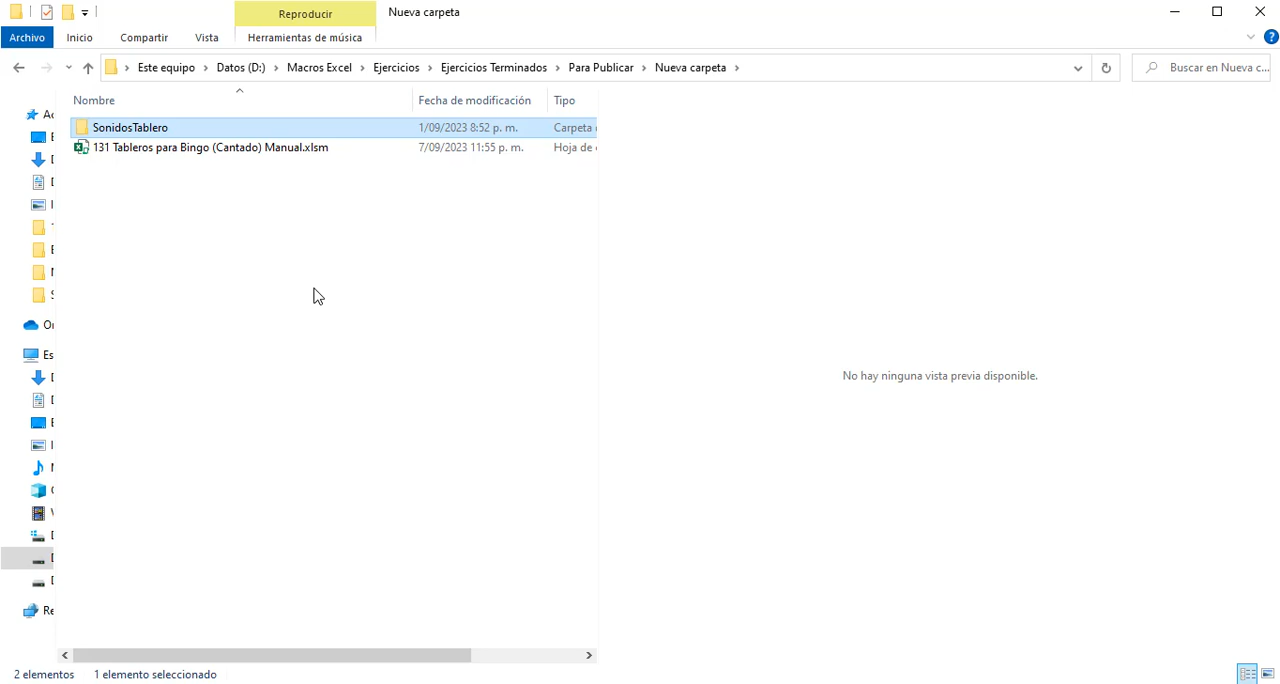 Reproducir
Nueva carpeta
Archivo
Inicio
Compartir
Vista
Herramientas de música
Este equipo › Datos (D:) › Macros Excel › Ejercicios › Ejercicios Terminados › Para Publicar › Nueva carpeta ›
Buscar en Nueva c...
Nombre
Fecha de modificación
Tipo
SonidosTablero
1/09/2023 8:52 p. m.
Carpeta
131 Tableros para Bingo (Cantado) Manual.xlsm
7/09/2023 11:55 p. m.
Hoja de
Es
Re
No hay ninguna vista previa disponible.
2 elementos
1 elemento seleccionado